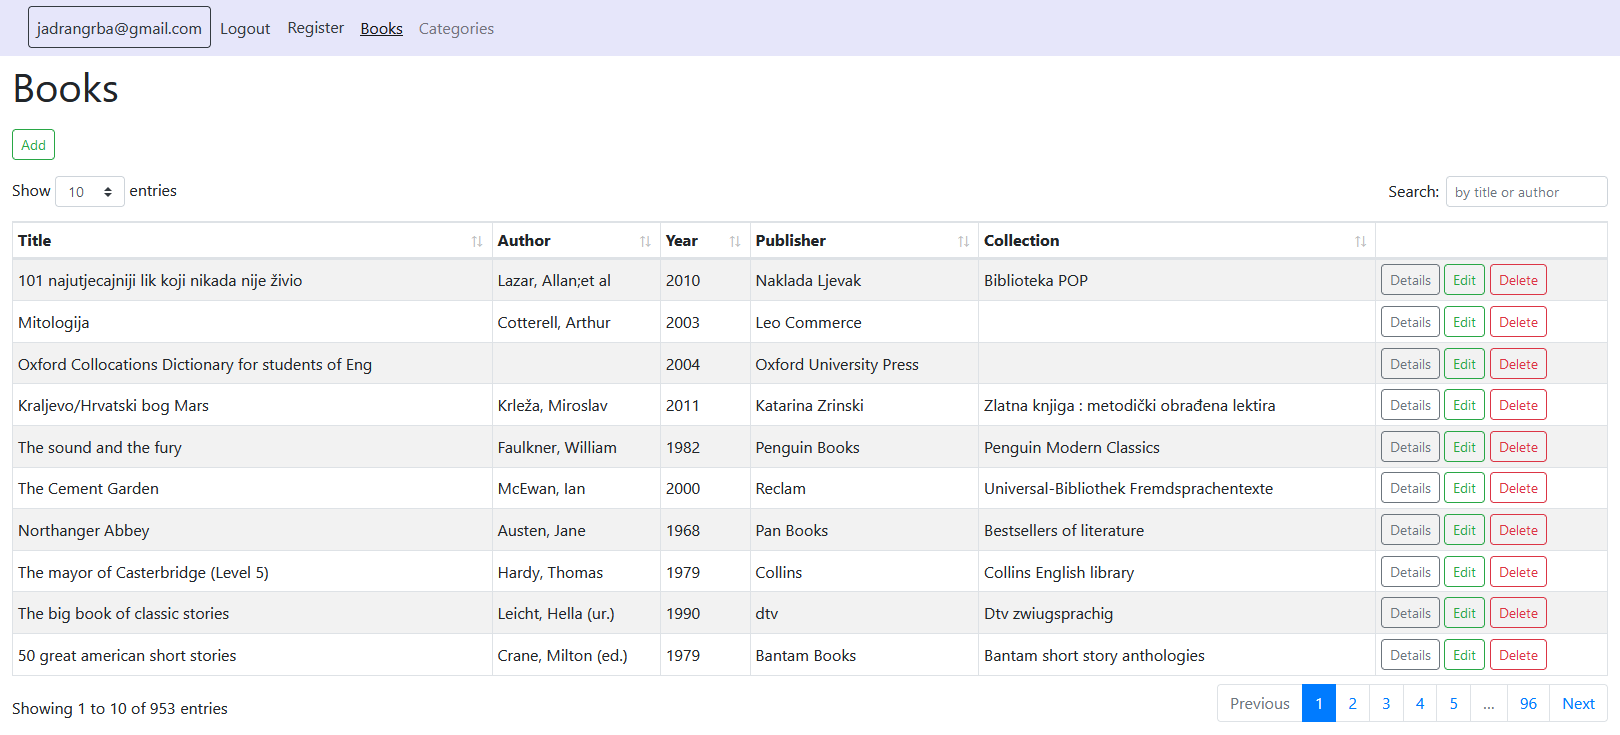 jadrangrba@gmail.com Logout Register Books Categories
Books
Add
Show 10 entries Search: by title or author
Title Author Year Publisher Collection
101 najutjecajniji lik koji nikada nije živio Lazar, Allan;et al 2010 Naklada Ljevak Biblioteka POP Details Edit Delete
Mitologija Cotterell, Arthur 2003 Leo Commerce Details Edit Delete
Oxford Collocations Dictionary for students of Eng 2004 Oxford University Press Details Edit Delete
Kraljevo/Hrvatski bog Mars Krleža, Miroslav 2011 Katarina Zrinski Zlatna knjiga : metodički obrađena lektira Details Edit Delete
The sound and the fury Faulkner, William 1982 Penguin Books Penguin Modern Classics Details Edit Delete
The Cement Garden McEwan, Ian 2000 Reclam Universal-Bibliothek Fremdsprachentexte Details Edit Delete
Northanger Abbey Austen, Jane 1968 Pan Books Bestsellers of literature Details Edit Delete
The mayor of Casterbridge (Level 5) Hardy, Thomas 1979 Collins Collins English library Details Edit Delete
The big book of classic stories Leicht, Hella (ur.) 1990 dtv Dtv zwiugsprachig Details Edit Delete
50 great american short stories Crane, Milton (ed.) 1979 Bantam Books Bantam short story anthologies Details Edit Delete
Showing 1 to 10 of 953 entries Previous 1 2 3 4 5 ... 96 Next